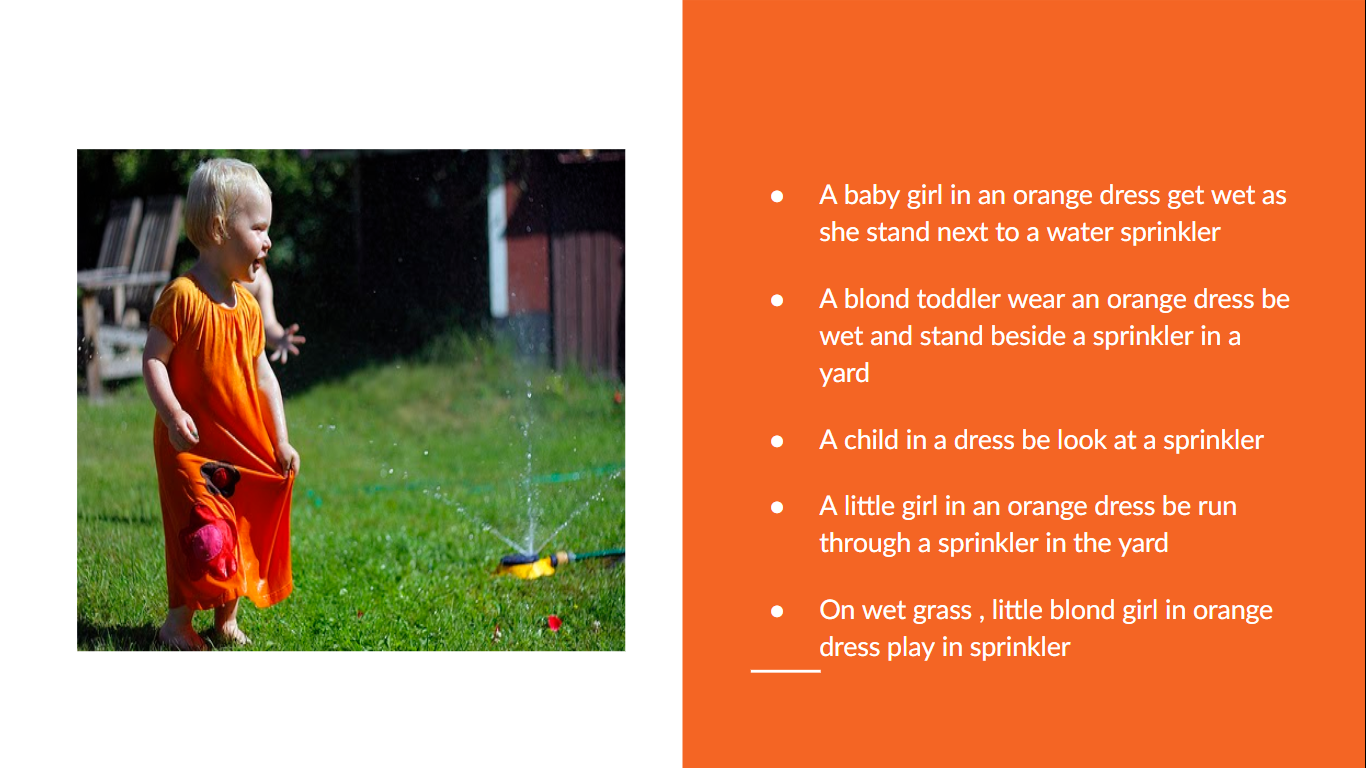 ● A baby girl in an orange dress get wet as
she stand next to a water sprinkler
● A blond toddler wear an orange dress be
wet and stand beside a sprinkler in a
yard
● A child in a dress be look at a sprinkler
● A little girl in an orange dress be run
through a sprinkler in the yard
● On wet grass , little blond girl in orange
dress play in sprinkler